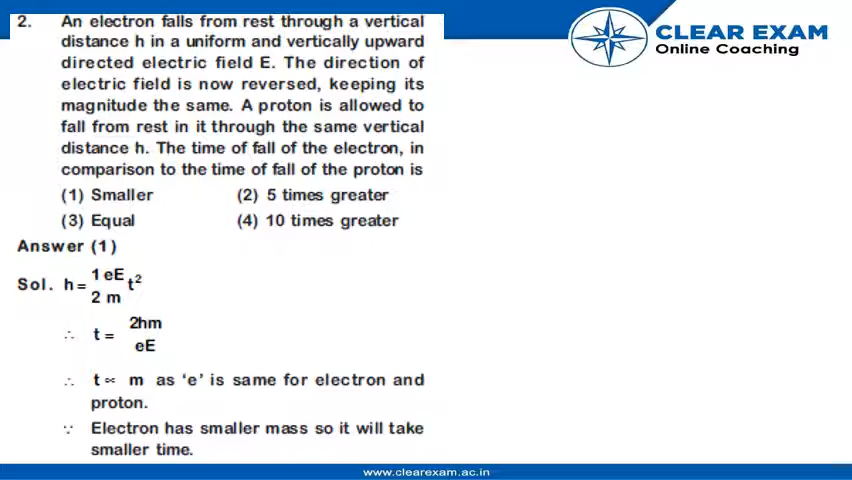 CLEAR EXAM
Online Coaching
2. An electron falls from rest through a vertical
distance h in a uniform and vertically upward
directed electric field E. The direction of
electric field is now reversed, keeping its
magnitude the same. A proton is allowed to
fall from rest in it through the same vertical
distance h. The time of fall of the electron, in
comparison to the time of fall of the proton is
(1) Smaller (2) 5 times greater
(3) Equal (4) 10 times greater
Answer (1)
Sol. h = 1 eE / 2 m t²
∴ t = 2hm / eE
∴ t ∝ m as ‘e’ is same for electron and
proton.
∵ Electron has smaller mass so it will take
smaller time.
www.clearexam.ac.in